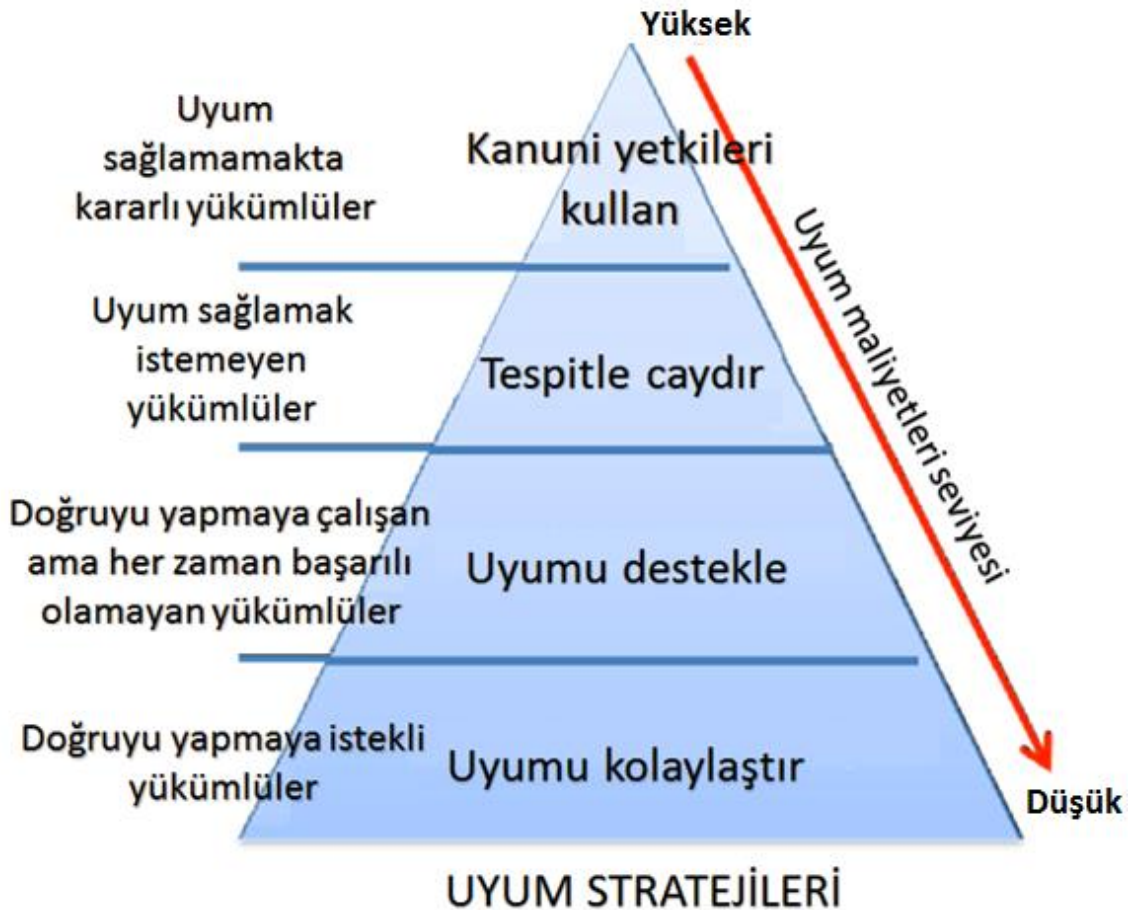 Yüksek
Uyum
sağlamamakta
kararlı yükümlüler
Kanuni yetkileri
kullan
Uyum sağlamak
istemeyen
yükümlüler
Tespitle caydır
Uyum maliyetleri seviyesi
Doğruyu yapmaya çalışan
ama her zaman başarılı
olamayan yükümlüler
Uyumu destekle
Doğruyu yapmaya istekli
yükümlüler
Uyumu kolaylaştır
Düşük
UYUM STRATEJİLERİ